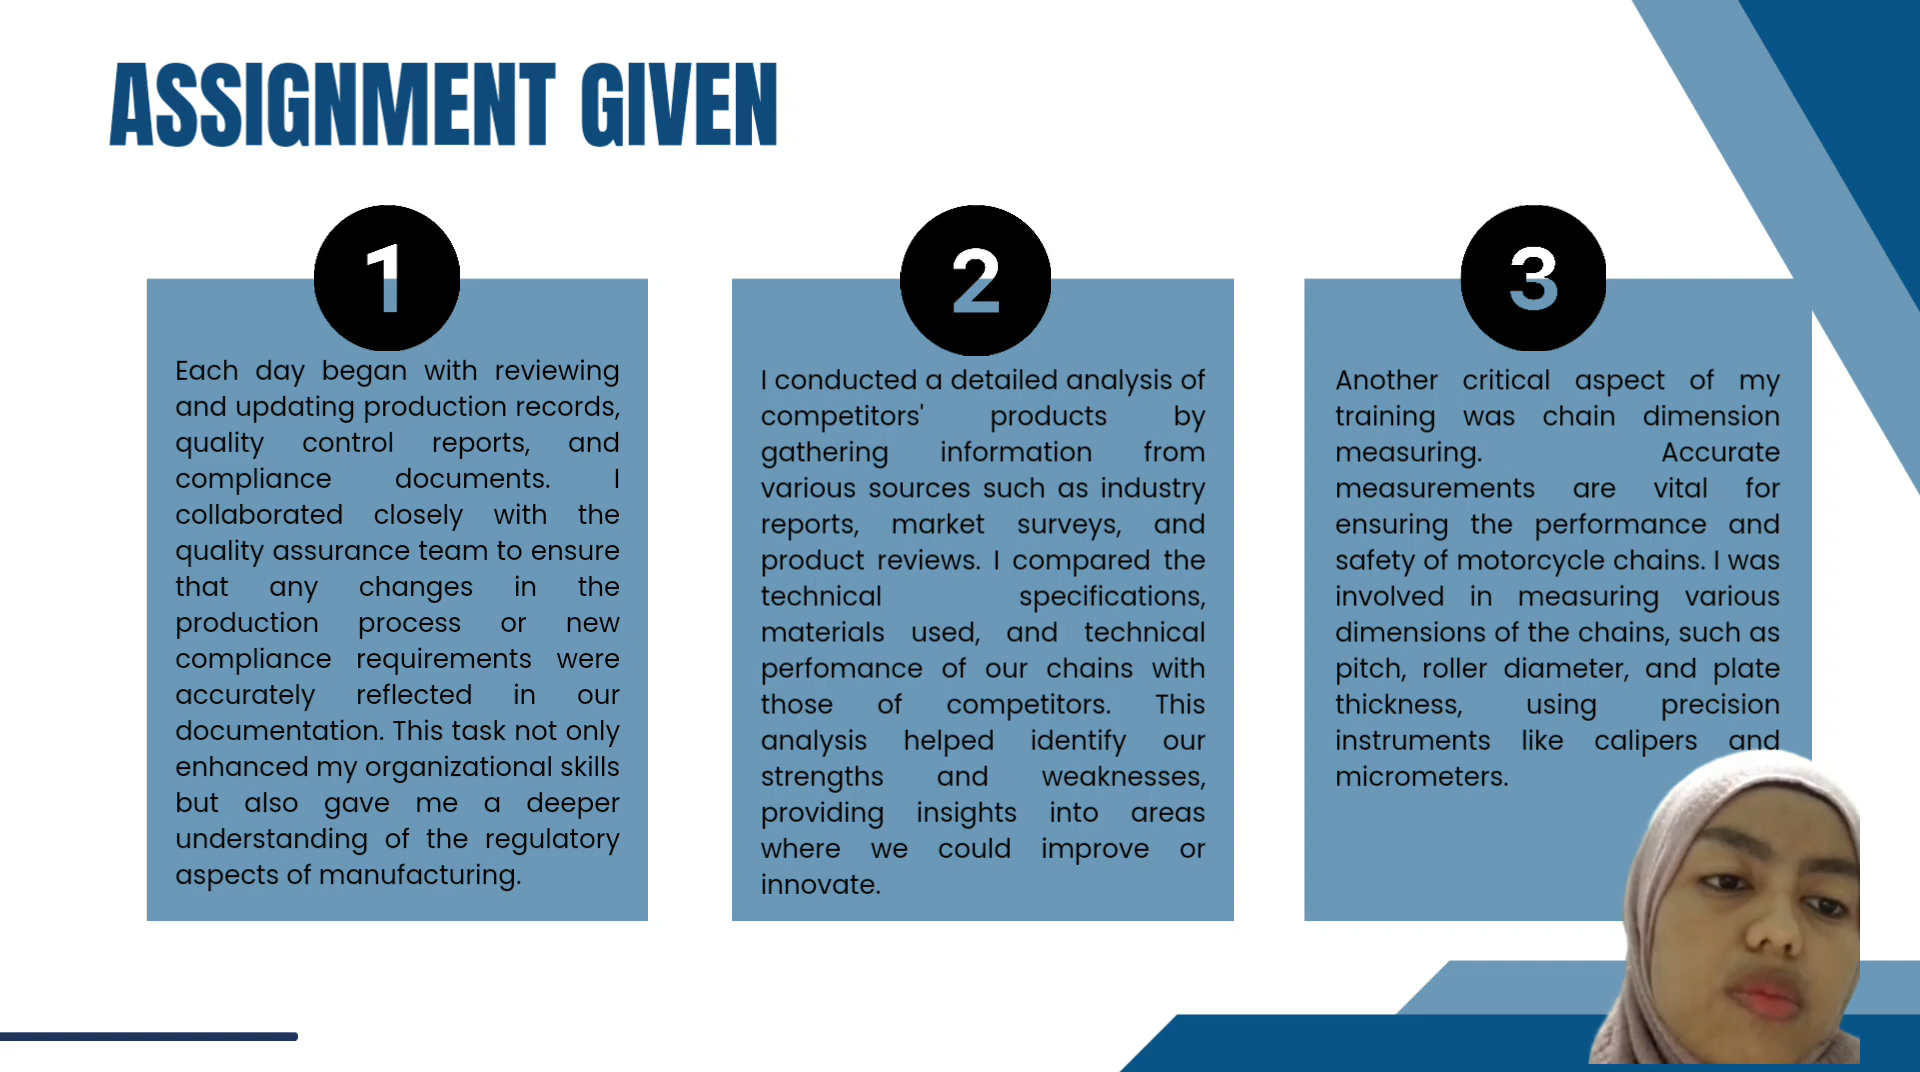 ASSIGNMENT GIVEN
1
Each day began with reviewing
and updating production records,
quality control reports, and
compliance documents. I
collaborated closely with the
quality assurance team to ensure
that any changes in the
production process or new
compliance requirements were
accurately reflected in our
documentation. This task not only
enhanced my organizational skills
but also gave me a deeper
understanding of the regulatory
aspects of manufacturing.
2
I conducted a detailed analysis of
competitors' products by
gathering information from
various sources such as industry
reports, market surveys, and
product reviews. I compared the
technical specifications,
materials used, and technical
perfomance of our chains with
those of competitors. This
analysis helped identify our
strengths and weaknesses,
providing insights into areas
where we could improve or
innovate.
3
Another critical aspect of my
training was chain dimension
measuring. Accurate
measurements are vital for
ensuring the performance and
safety of motorcycle chains. I was
involved in measuring various
dimensions of the chains, such as
pitch, roller diameter, and plate
thickness, using precision
instruments like calipers and
micrometers.